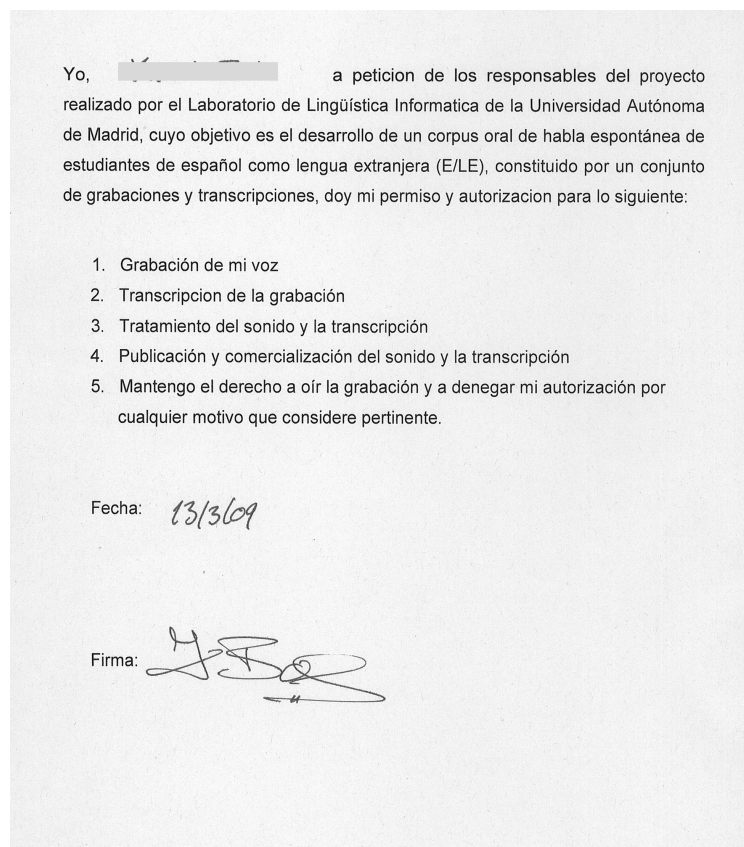 Yo, a peticion de los responsables del proyecto
realizado por el Laboratorio de Lingüística Informatica de la Universidad Autónoma
de Madrid, cuyo objetivo es el desarrollo de un corpus oral de habla espontánea de
estudiantes de español como lengua extranjera (E/LE), constituido por un conjunto
de grabaciones y transcripciones, doy mi permiso y autorizacion para lo siguiente:
1. Grabación de mi voz
2. Transcripcion de la grabación
3. Tratamiento del sonido y la transcripción
4. Publicación y comercialización del sonido y la transcripción
5. Mantengo el derecho a oír la grabación y a denegar mi autorización por
cualquier motivo que considere pertinente.
Fecha: 13/3/09
Firma: